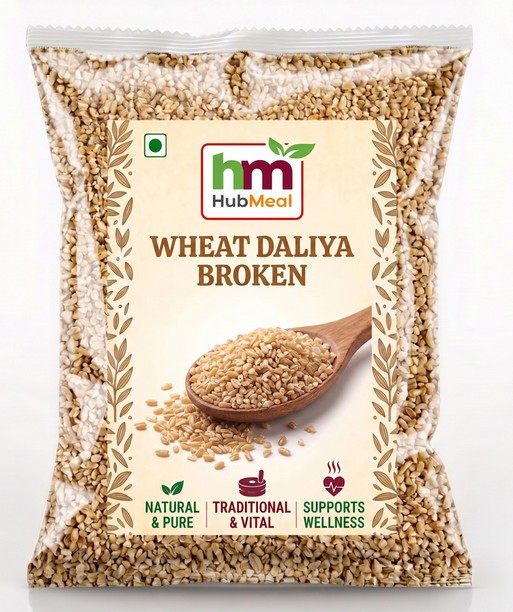 hm
HubMeal
WHEAT DALIYA
BROKEN
NATURAL
& PURE
TRADITIONAL
& VITAL
SUPPORTS
WELLNESS